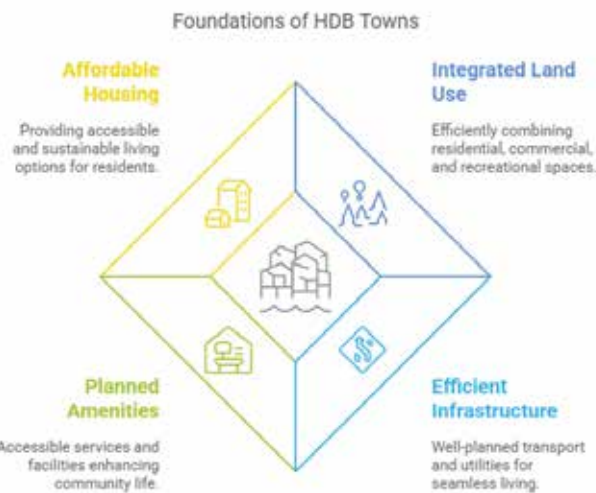 Foundations of HDB Towns
Affordable
Housing
Providing accessible
and sustainable living
options for residents.
Integrated Land
Use
Efficiently combining
residential, commercial,
and recreational spaces.
Planned
Amenities
Accessible services and
facilities enhancing
community life.
Efficient
Infrastructure
Well-planned transport
and utilities for
seamless living.